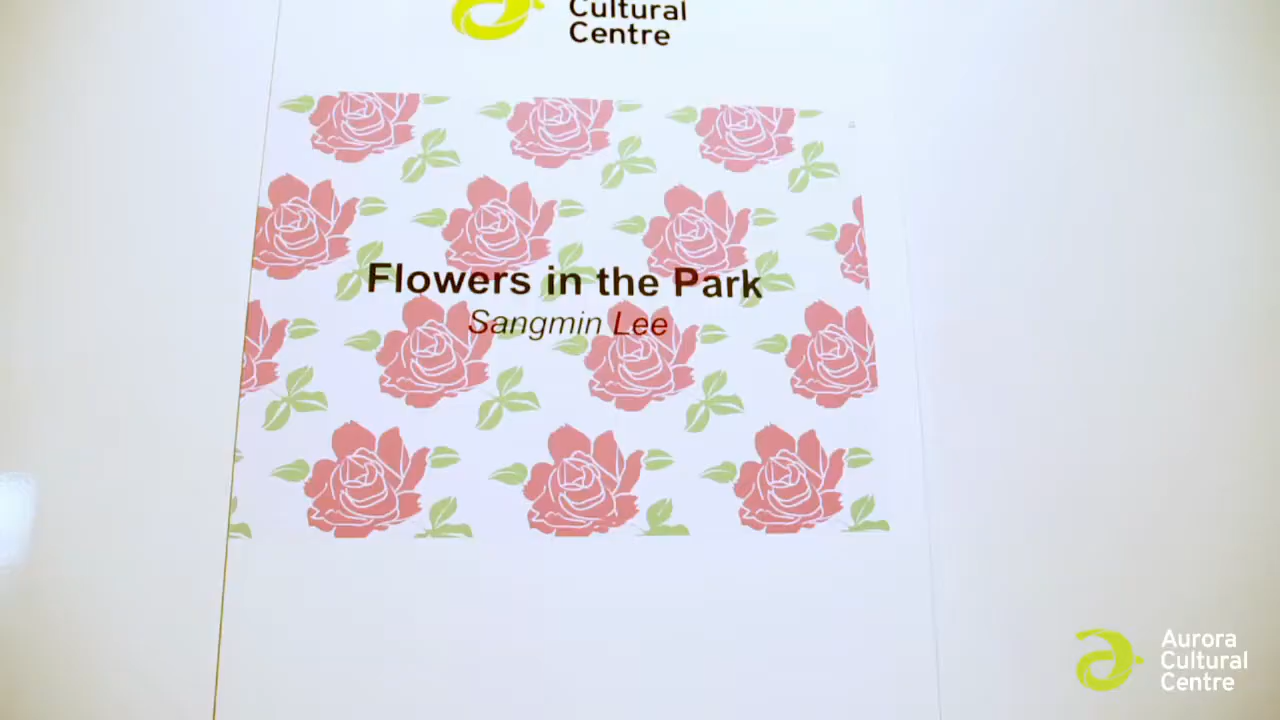 Cultural
Centre
Flowers in the Park
Sangmin Lee
Aurora
Cultural
Centre